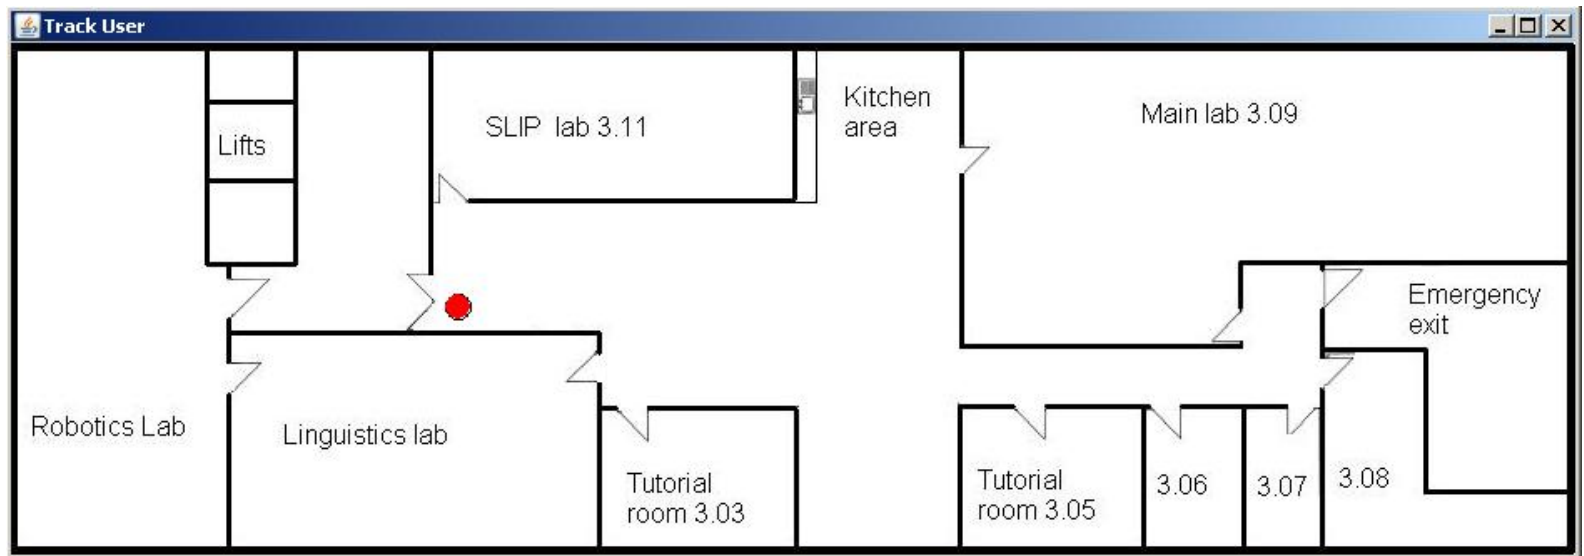 Track User
Kitchen
area
Main lab 3.09
SLIP lab 3.11
Lifts
Emergency
exit
Robotics Lab
Linguistics lab
Tutorial
room 3.03
Tutorial
room 3.05
3.06
3.07
3.08